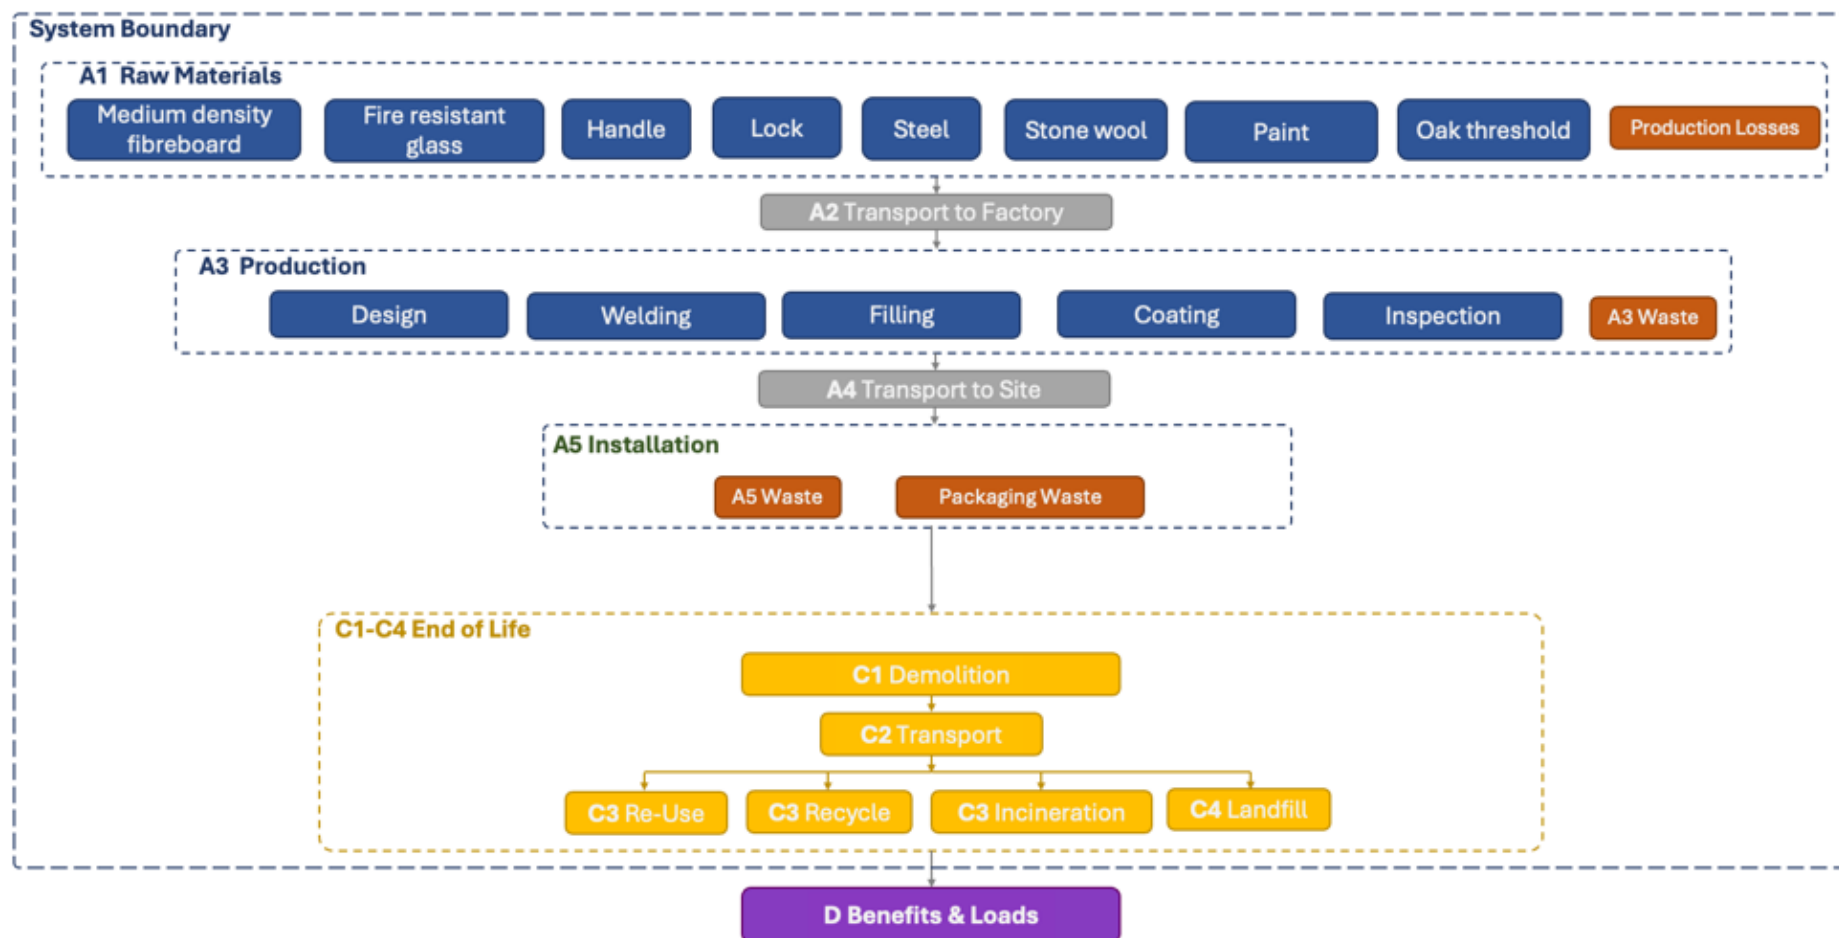 System Boundary
A1 Raw Materials
Medium density
fibreboard
Fire resistant
glass
Handle
Lock
Steel
Stone wool
Paint
Oak threshold
Production Losses
A2 Transport to Factory
A3 Production
Design
Welding
Filling
Coating
Inspection
A3 Waste
A4 Transport to Site
A5 Installation
A5 Waste
Packaging Waste
C1-C4 End of Life
C1 Demolition
C2 Transport
C3 Re-Use
C3 Recycle
C3 Incineration
C4 Landfill
D Benefits & Loads